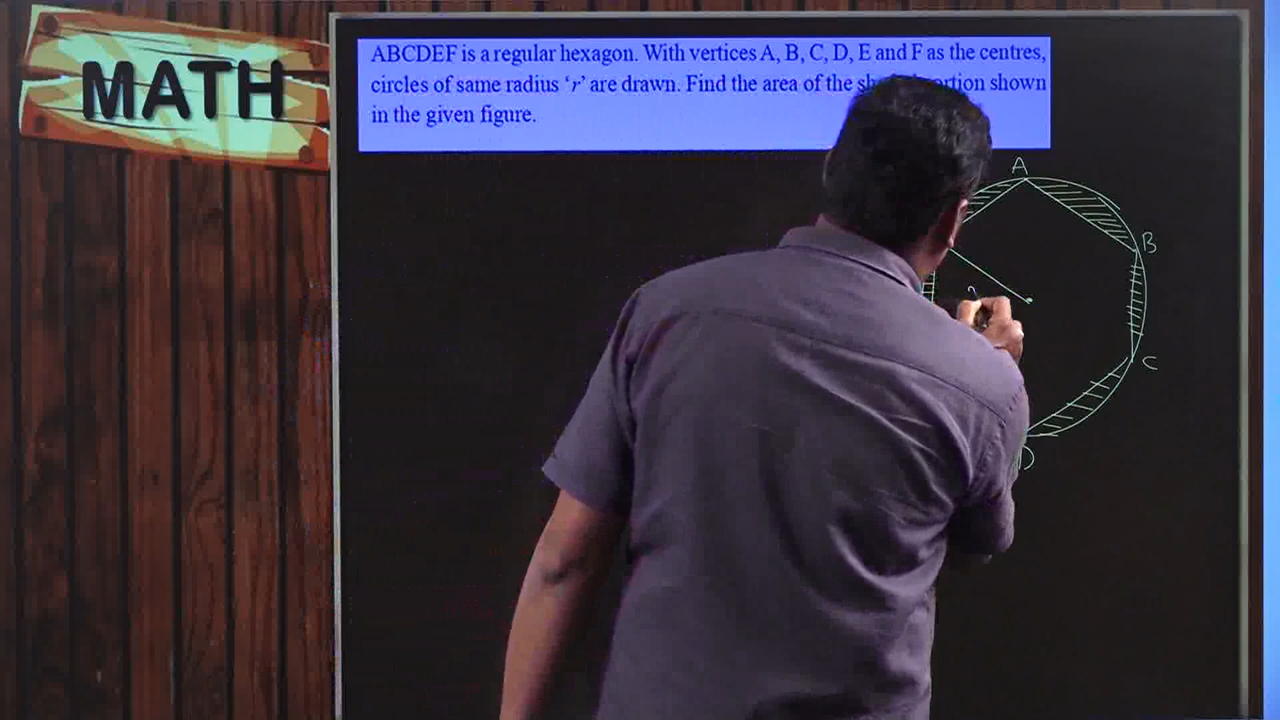 MATH
ABCDEF is a regular hexagon. With vertices A, B, C, D, E and F as the centres,
circles of same radius ‘r’ are drawn. Find the area of the shown
in the given figure.
A
B
C
D